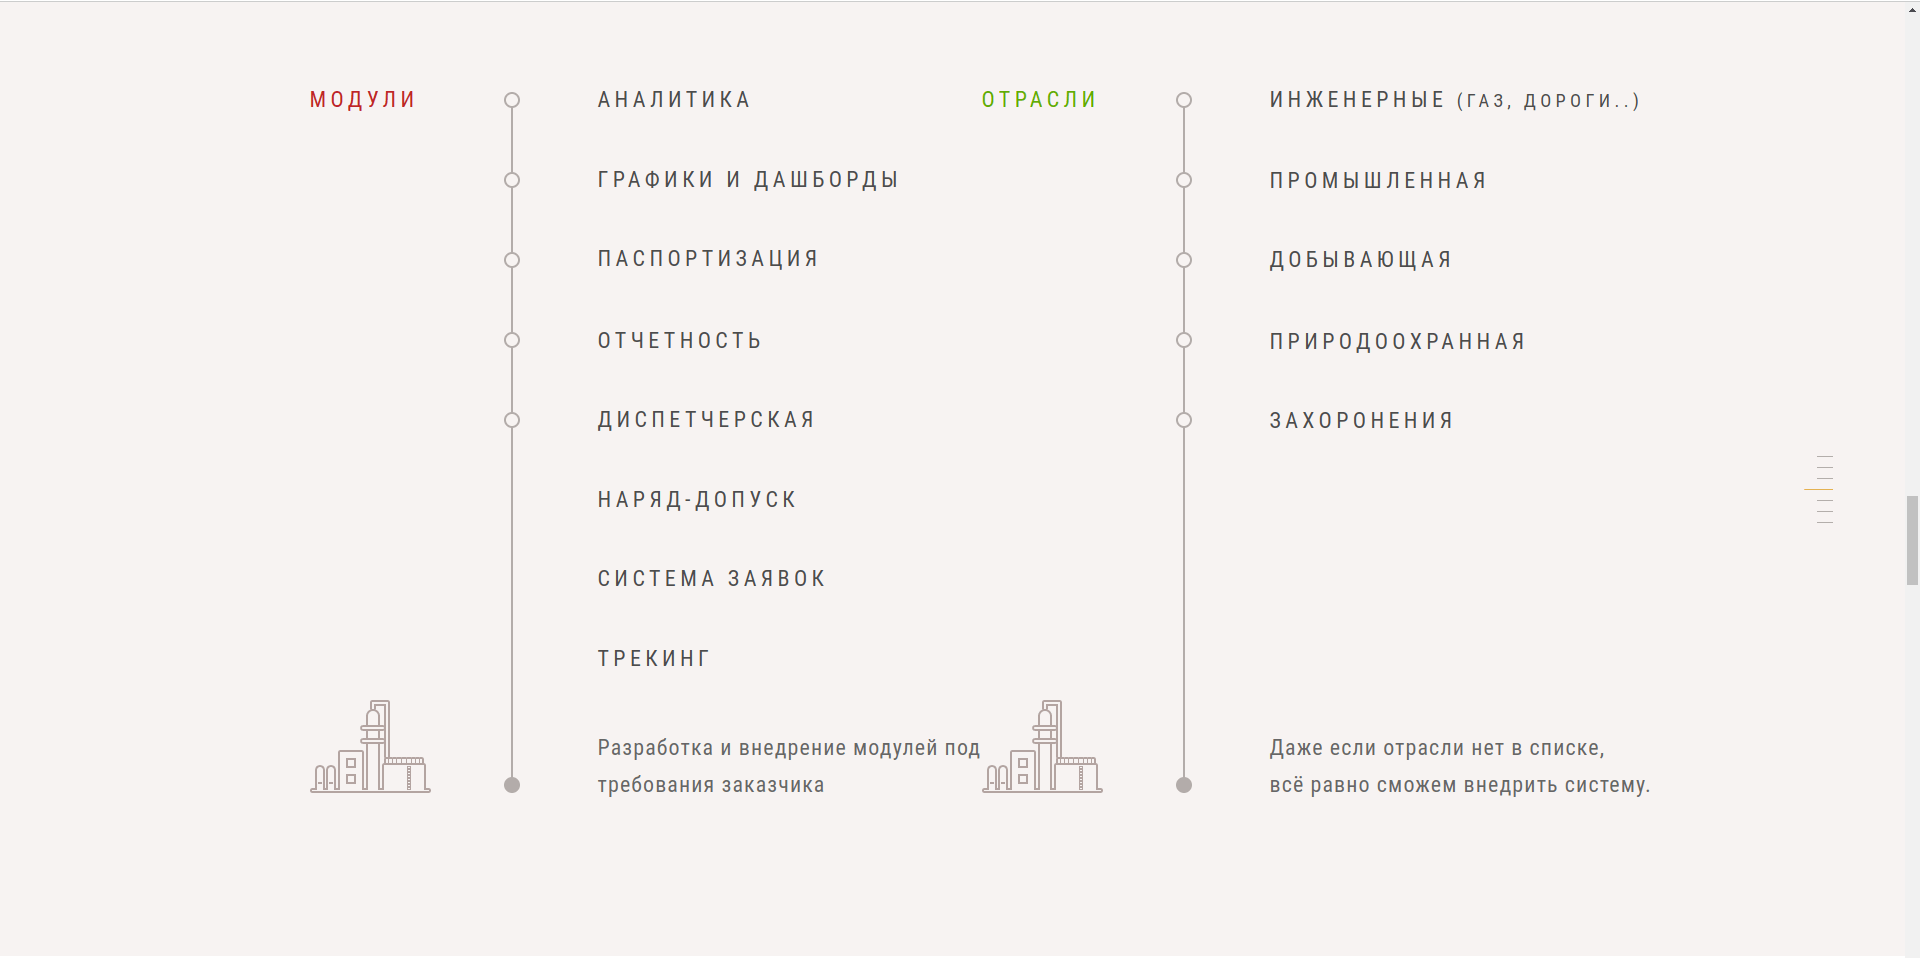 МОДУЛИ
АНАЛИТИКА
ГРАФИКИ И ДАШБОРДЫ
ПАСПОРТИЗАЦИЯ
ОТЧЕТНОСТЬ
ДИСПЕТЧЕРСКАЯ
НАРЯД-ДОПУСК
СИСТЕМА ЗАЯВОК
ТРЕКИНГ
Разработка и внедрение модулей под
требования заказчика
ОТРАСЛИ
ИНЖЕНЕРНЫЕ (ГАЗ, ДОРОГИ..)
ПРОМЫШЛЕННАЯ
ДОБЫВАЮЩАЯ
ПРИРОДООХРАННАЯ
ЗАХОРОНЕНИЯ
Даже если отрасли нет в списке,
всё равно сможем внедрить систему.